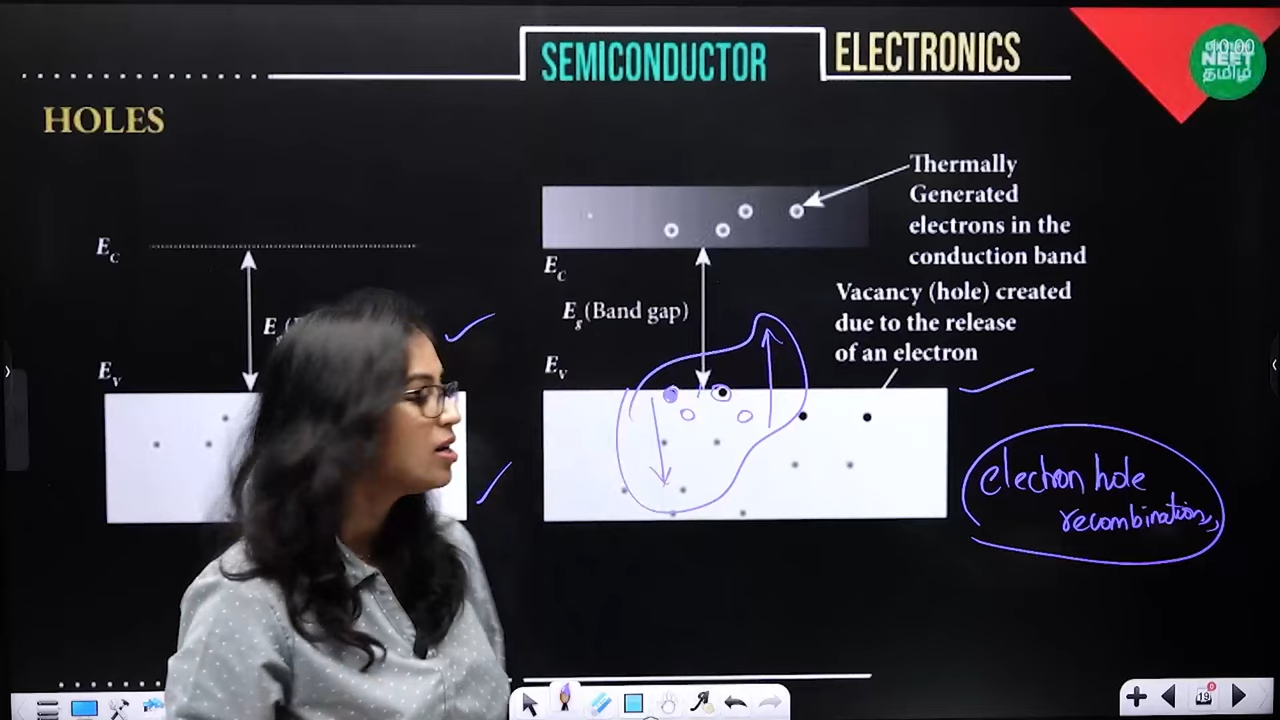 SEMICONDUCTOR ELECTRONICS
NEET
தமிழ்
HOLES
Thermally
Generated
electrons in the
conduction band
E_C
E_C
Vacancy (hole) created
due to the release
of an electron
E_g (Band gap)
E_V
E_V
electron hole
recombination
19